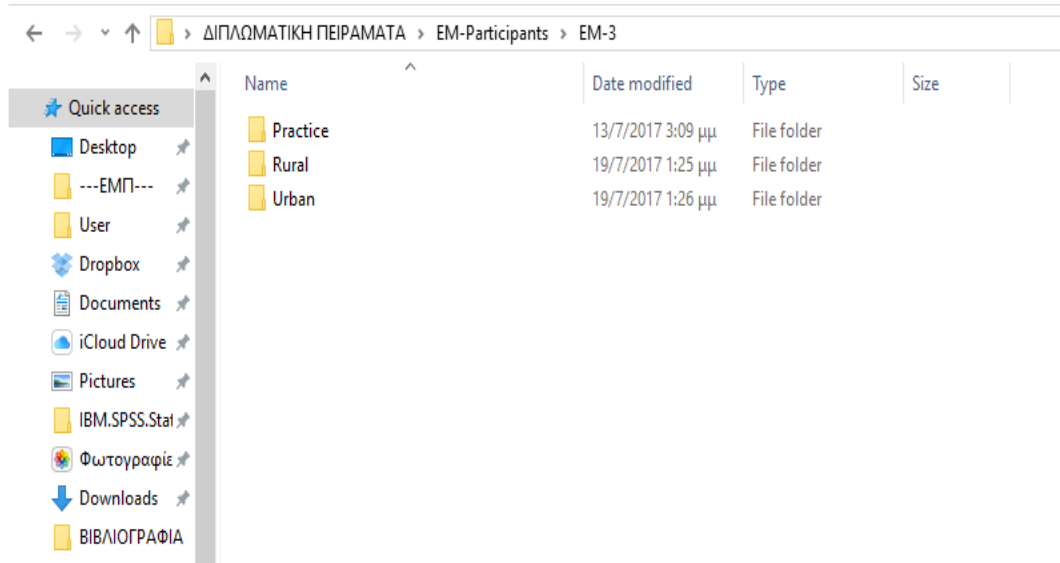 ΔΙΠΛΩΜΑΤΙΚΗ ΠΕΙΡΑΜΑΤΑ > EM-Participants > EM-3
Name Date modified Type Size
Quick access
Desktop
---ΕΜΠ---
User
Dropbox
Documents
iCloud Drive
Pictures
IBM.SPSS.Stat
Φωτογραφίε
Downloads
ΒΙΒΛΙΟΓΡΑΦΙΑ
Practice 13/7/2017 3:09 μμ File folder
Rural 19/7/2017 1:25 μμ File folder
Urban 19/7/2017 1:26 μμ File folder